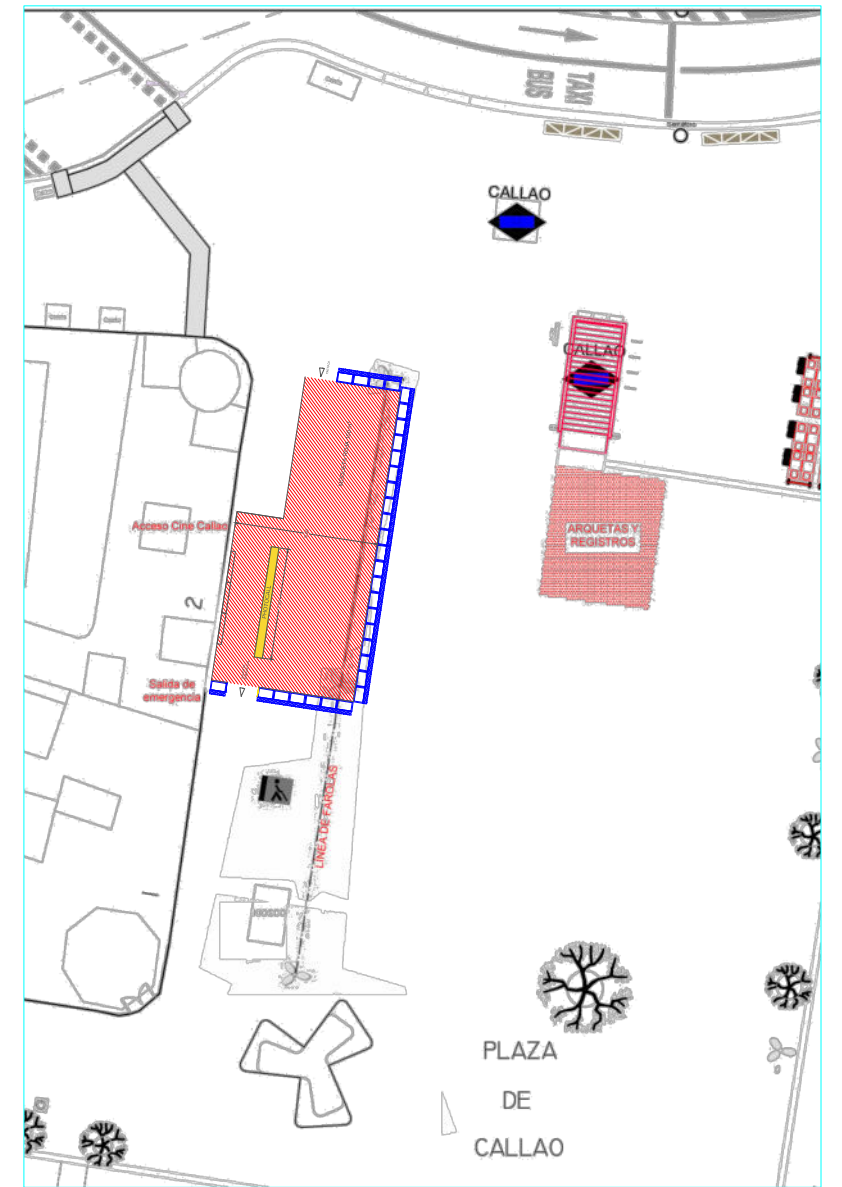 TAXI
BUS
CALLAO
CALLAO
Acceso Cine Callao
ARQUETAS Y
REGISTROS
2
Salida de
emergencia
LINEA DE FAROLAS
1
KIOSCO
PLAZA
DE
CALLAO